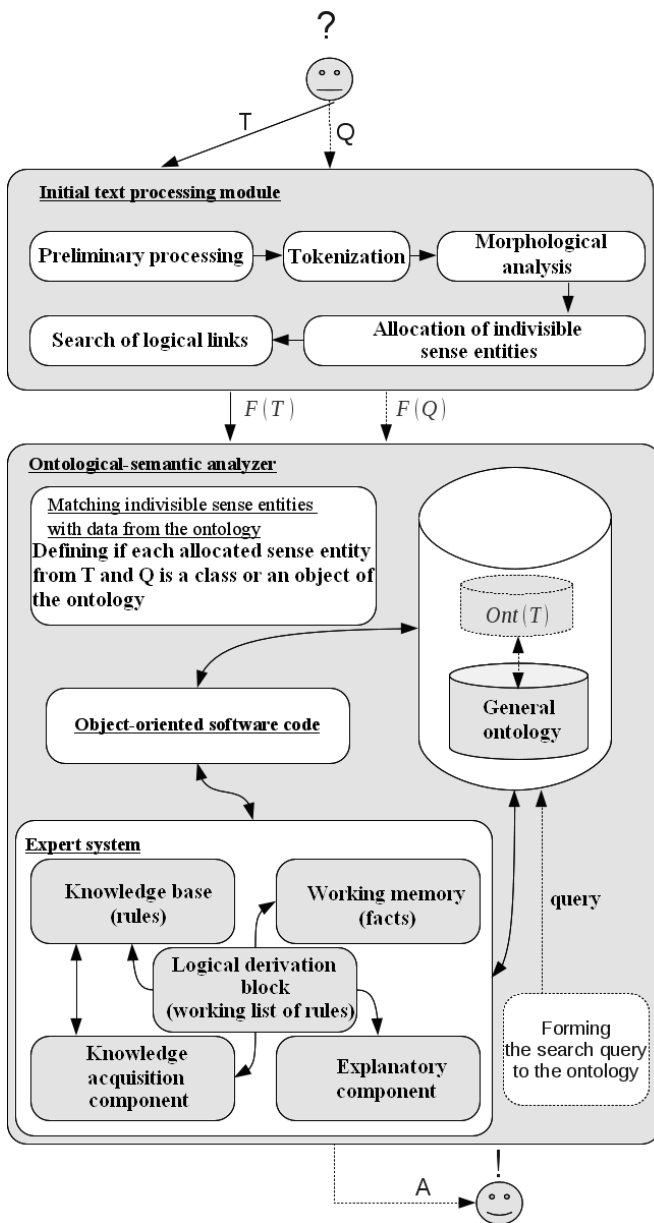 ?
T
Q
Initial text processing module
Preliminary processing
Tokenization
Morphological
analysis
Search of logical links
Allocation of indivisible
sense entities
F(T)
F(Q)
Ontological-semantic analyzer
Matching indivisible sense entities
with data from the ontology
Defining if each allocated sense entity
from T and Q is a class or an object of
the ontology
Ont(T)
General
ontology
Object-oriented software code
Expert system
Knowledge base
(rules)
Working memory
(facts)
Logical derivation
block
(working list of rules)
Knowledge
acquisition
component
Explanatory
component
query
Forming
the search query
to the ontology
A
!